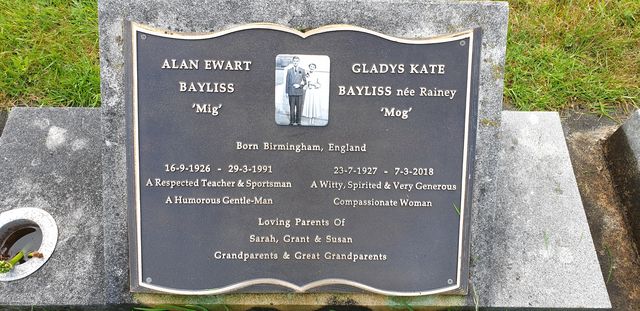 ALAN EWART
BAYLISS
'Mig'
GLADYS KATE
BAYLISS née Rainey
'Mog'
Born Birmingham, England
16-9-1926 - 29-3-1991
A Respected Teacher & Sportsman
A Humorous Gentle-Man
23-7-1927 - 7-3-2018
A Witty, Spirited & Very Generous
Compassionate Woman
Loving Parents Of
Sarah, Grant & Susan
Grandparents & Great Grandparents